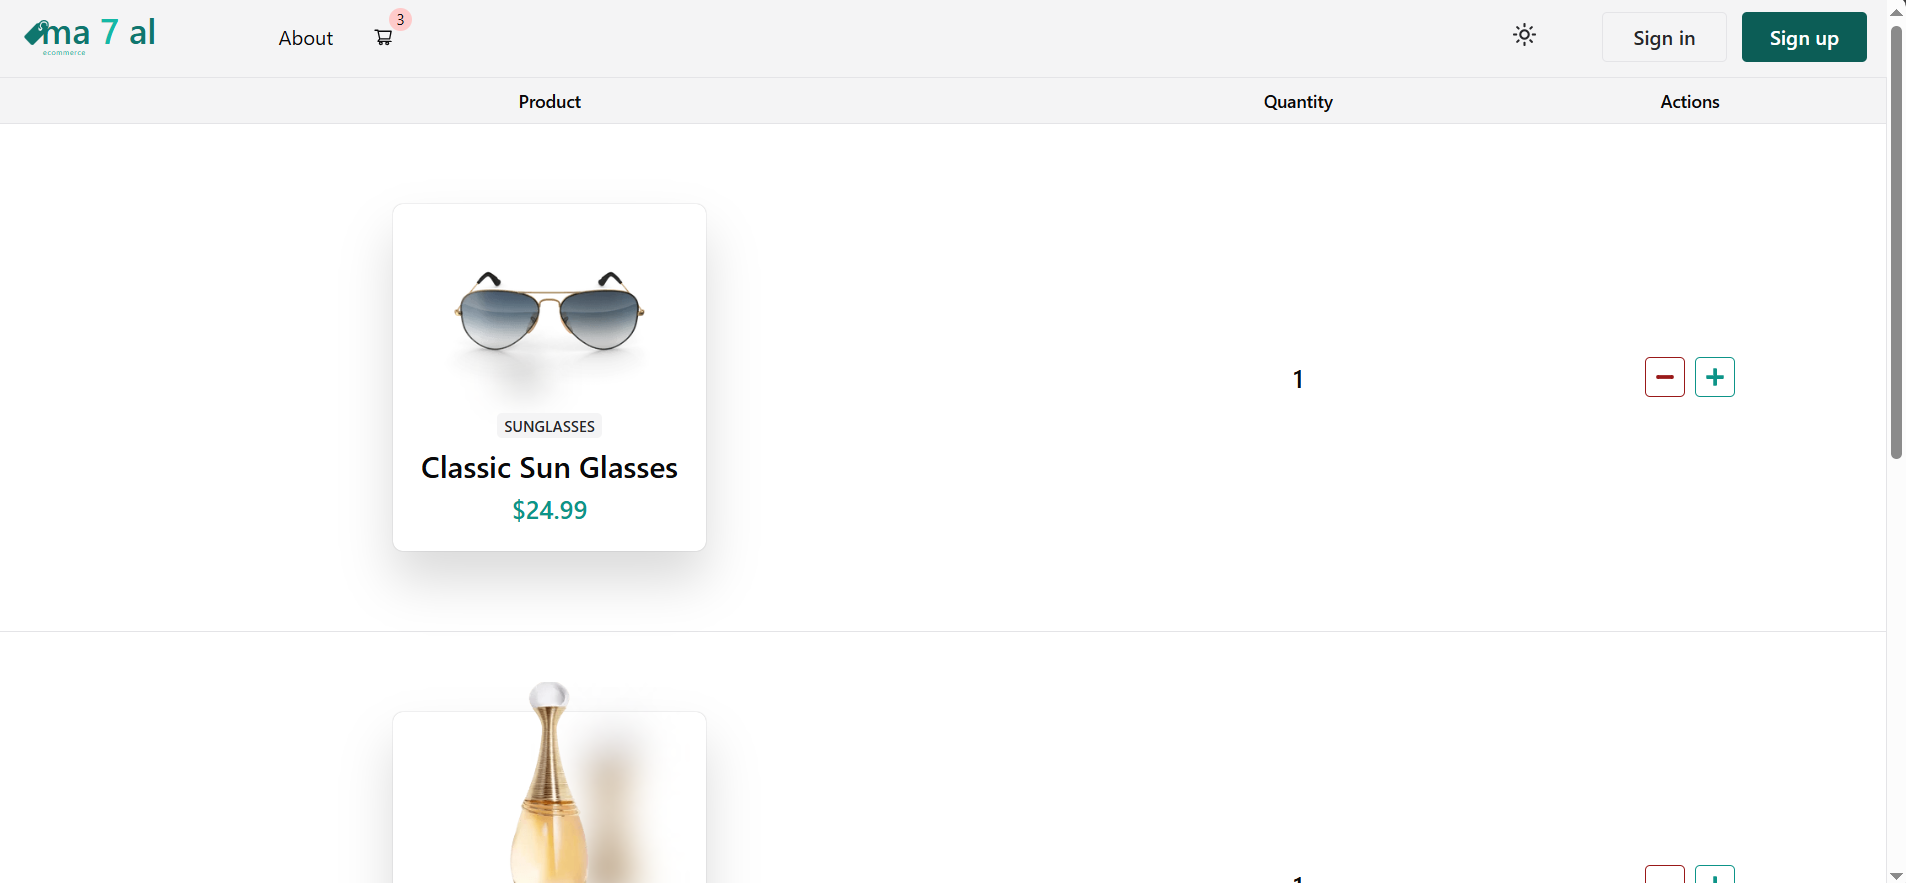 ma 7 al
ecommerce
About
3
Sign in
Sign up
Product
Quantity
Actions
SUNGLASSES
Classic Sun Glasses
$24.99
1
1